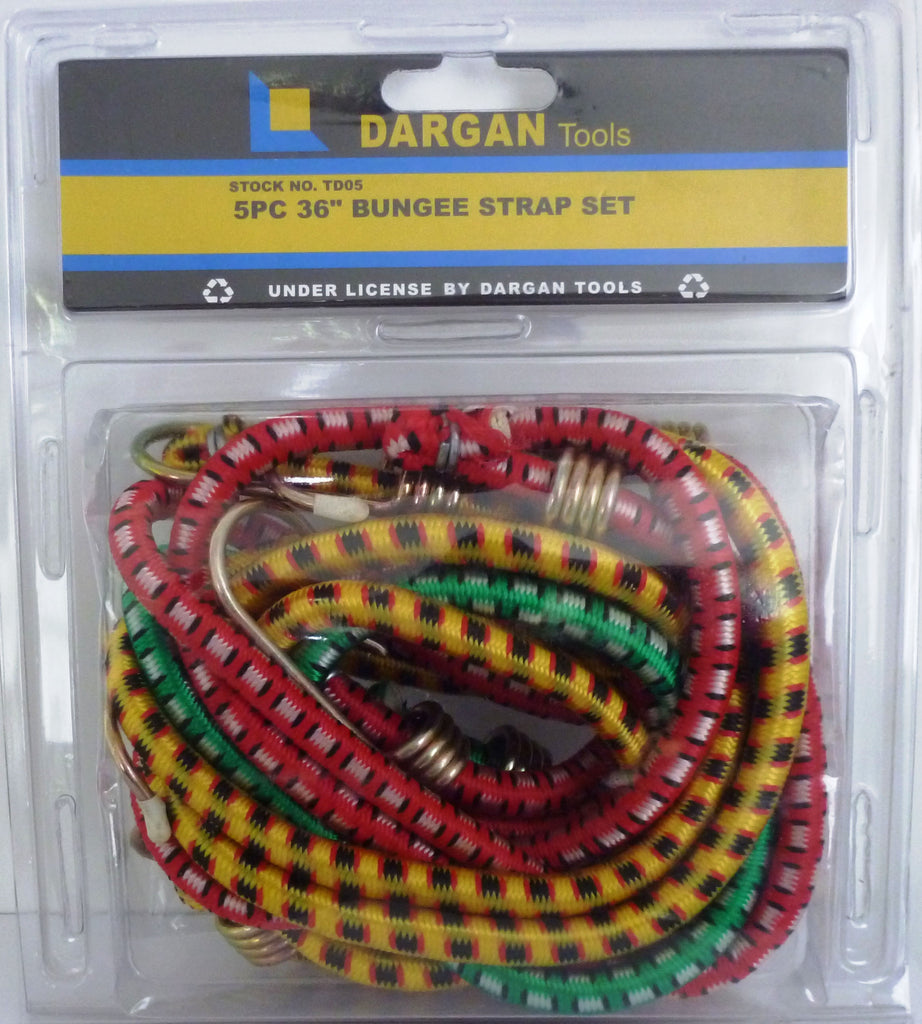 DARGAN Tools
STOCK NO. TD05
5PC 36" BUNGEE STRAP SET
UNDER LICENSE BY DARGAN TOOLS